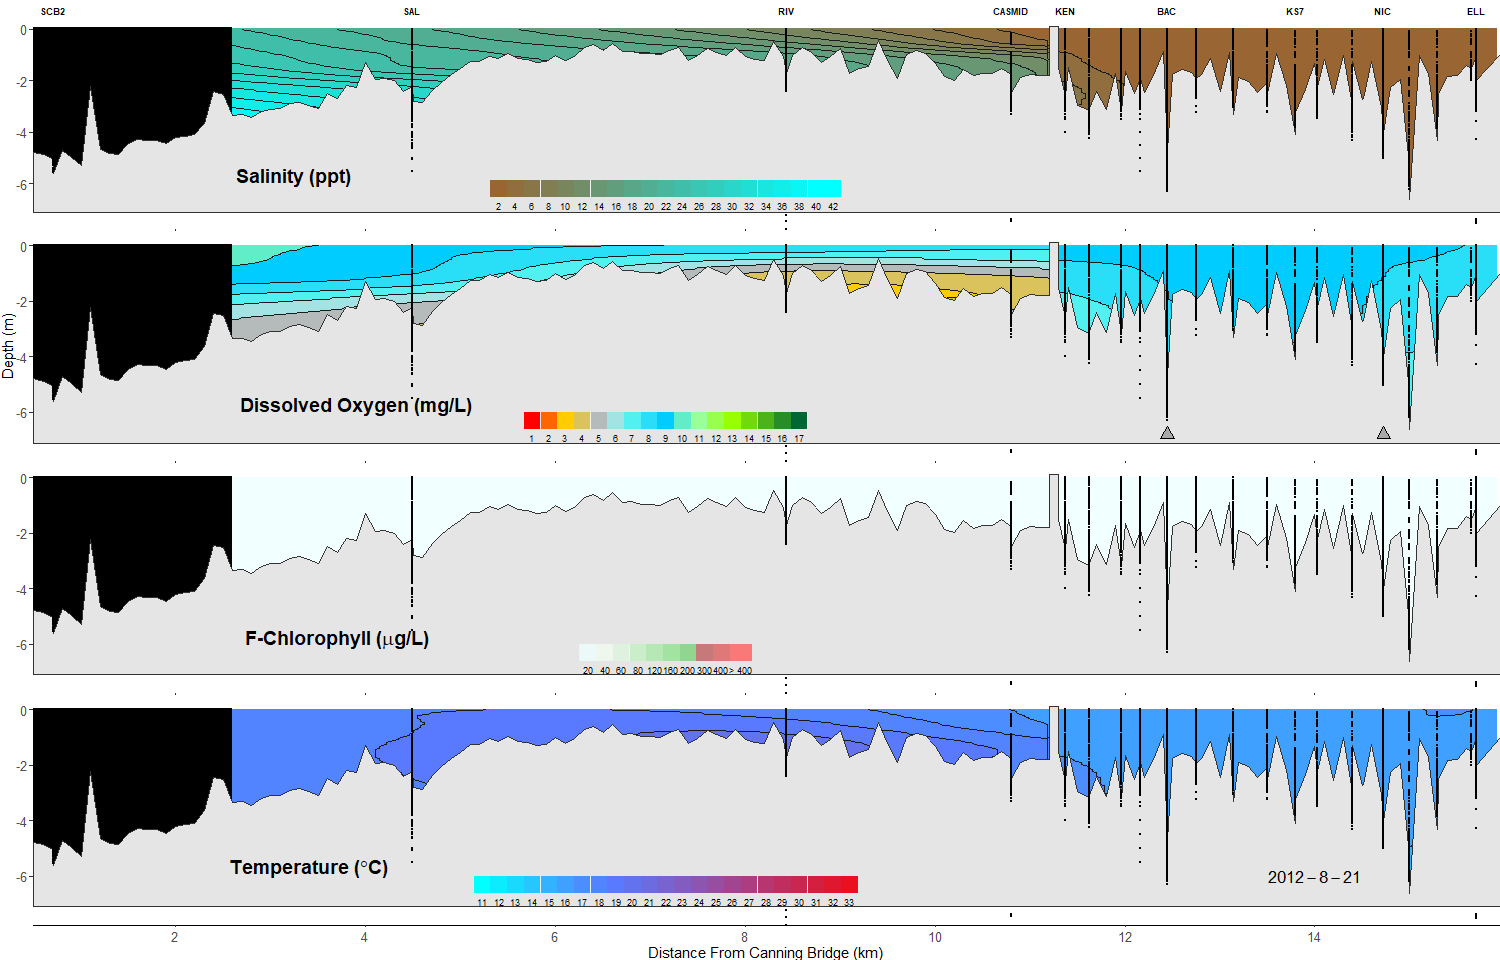 SCB2 SAL RIV CASMID KEN BAC KS7 NIC ELL
0
-2
-4
-6
Salinity (ppt)
2 4 6 8 10 12 14 16 18 20 22 24 26 28 30 32 34 36 38 40 42
0
-2
-4
-6
Dissolved Oxygen (mg/L)
1 2 3 4 5 6 7 8 9 10 11 12 13 14 15 16 17
Depth (m)
0
-2
-4
-6
F-Chlorophyll (μg/L)
20 40 60 80 120 160 200 300 400 > 400
0
-2
-4
-6
Temperature (°C)
11 12 13 14 15 16 17 18 19 20 21 22 23 24 25 26 27 28 29 30 31 32 33
2012-8-21
2 4 6 8 10 12 14
Distance From Canning Bridge (km)